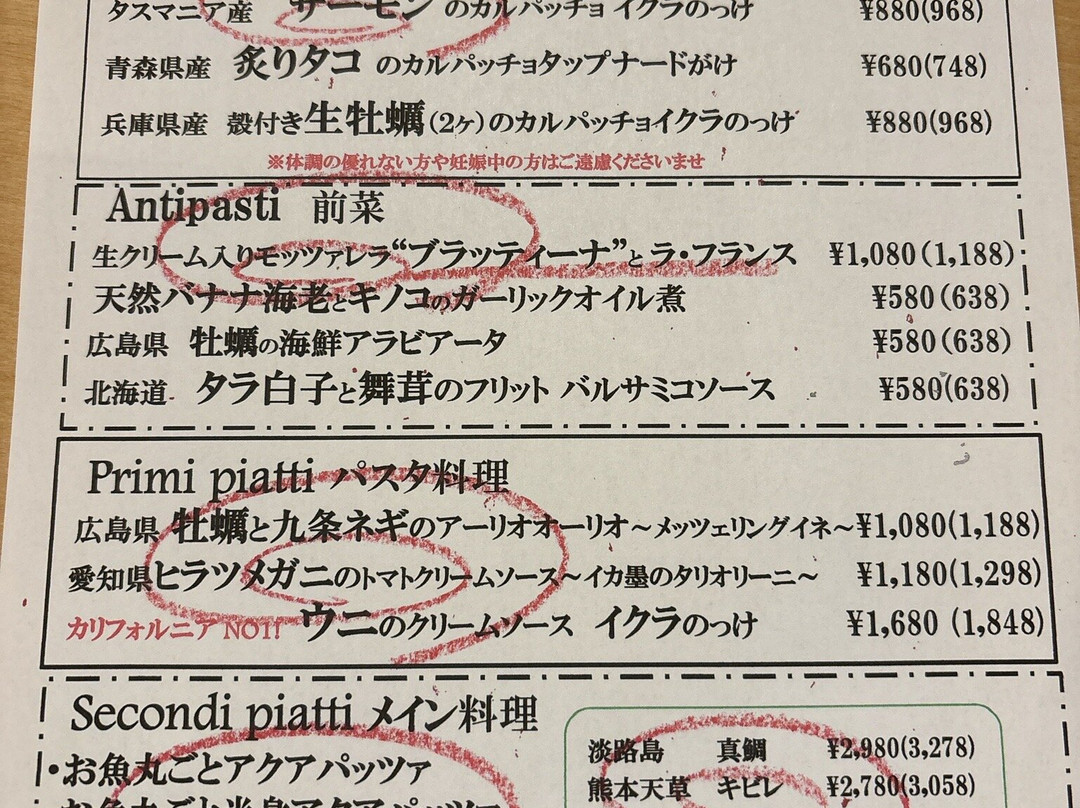 タスマニア産 サーモン のカルパッチョ イクラのっけ ¥880(968)
青森県産 炙りタコ のカルパッチョタップナードがけ ¥680(748)
兵庫県産 殻付き生牡蠣(2ヶ)のカルパッチョイクラのっけ ¥880(968)
※体調の優れない方や妊娠中の方はご遠慮くださいませ
Antipasti 前菜
生クリーム入りモッツァレラ“ブラッティーナ”とラ・フランス ¥1,080(1,188)
天然バナナ海老とキノコのガーリックオイル煮 ¥580(638)
広島県 牡蠣の海鮮アラビアータ ¥580(638)
北海道 タラ白子と舞茸のフリット バルサミコソース ¥580(638)
Primi piatti パスタ料理
広島県 牡蠣と九条ネギのアーリオオーリオ～メッツェリングイネ～¥1,080(1,188)
愛知県ヒラツメガニのトマトクリームソース～イカ墨のタリオリーニ～ ¥1,180(1,298)
カリフォルニア NO1! ウニのクリームソース イクラのっけ ¥1,680 (1,848)
Secondi piatti メイン料理
・お魚丸ごとアクアパッツァ
お魚丸ごと半身アクアパッツァ
淡路島 真鯛 ¥2,980(3,278)
熊本天草 キビレ ¥2,780(3,058)